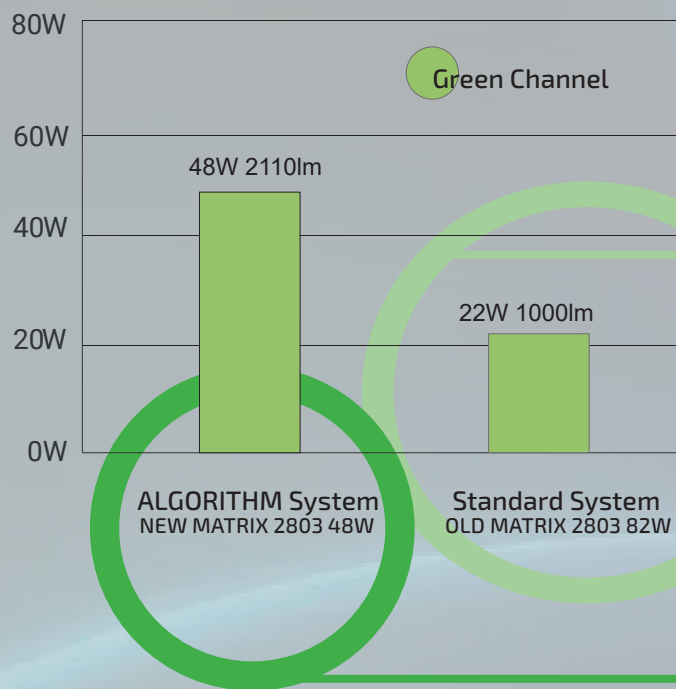 80W
Green Channel
60W
48W 2110lm
40W
22W 1000lm
20W
0W
ALGORITHM System
NEW MATRIX 2803 48W
Standard System
OLD MATRIX 2803 82W